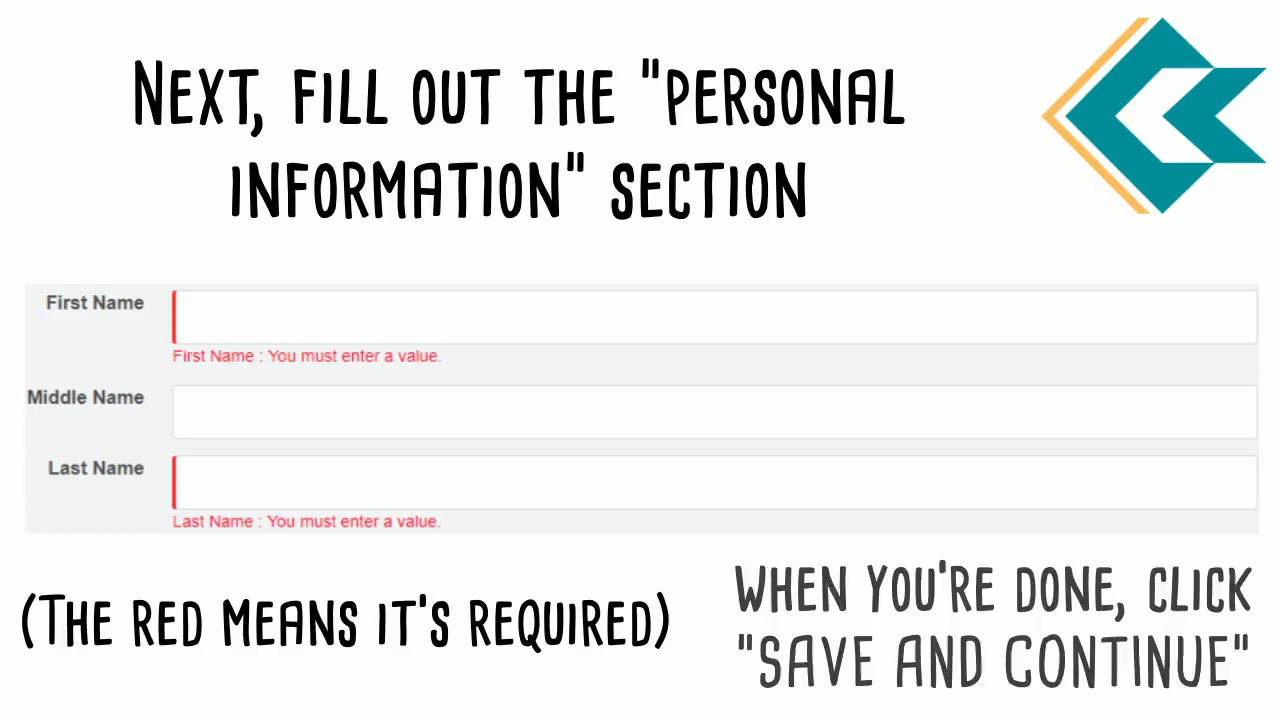 Next, fill out the "personal
information" section
First Name
First Name : You must enter a value.
Middle Name
Last Name
Last Name : You must enter a value.
(The red means it's required)
When you're done, click
"Save and Continue"